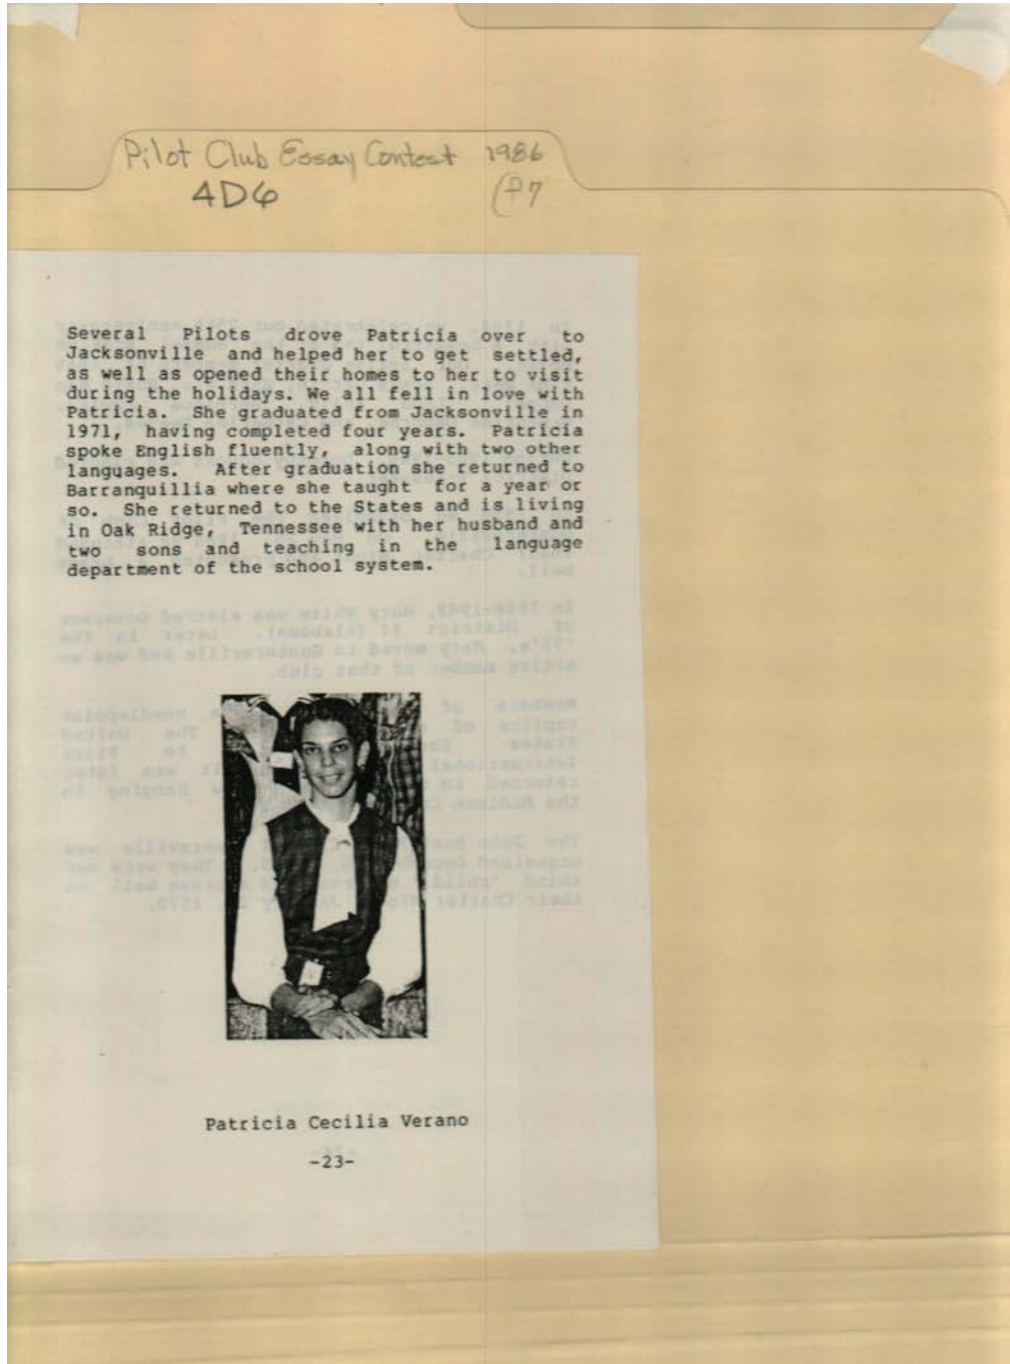 Pilot Club Essay Contest 1986
4D6 (P7
Several Pilots drove Patricia over to
Jacksonville and helped her to get settled,
as well as opened their homes to her to visit
during the holidays. We all fell in love with
Patricia. She graduated from Jacksonville in
1971, having completed four years. Patricia
spoke English fluently, along with two other
languages. After graduation she returned to
Barranquillia where she taught for a year or
so. She returned to the States and is living
in Oak Ridge, Tennessee with her husband and
two sons and teaching in the language
department of the school system.
Patricia Cecilia Verano
-23-